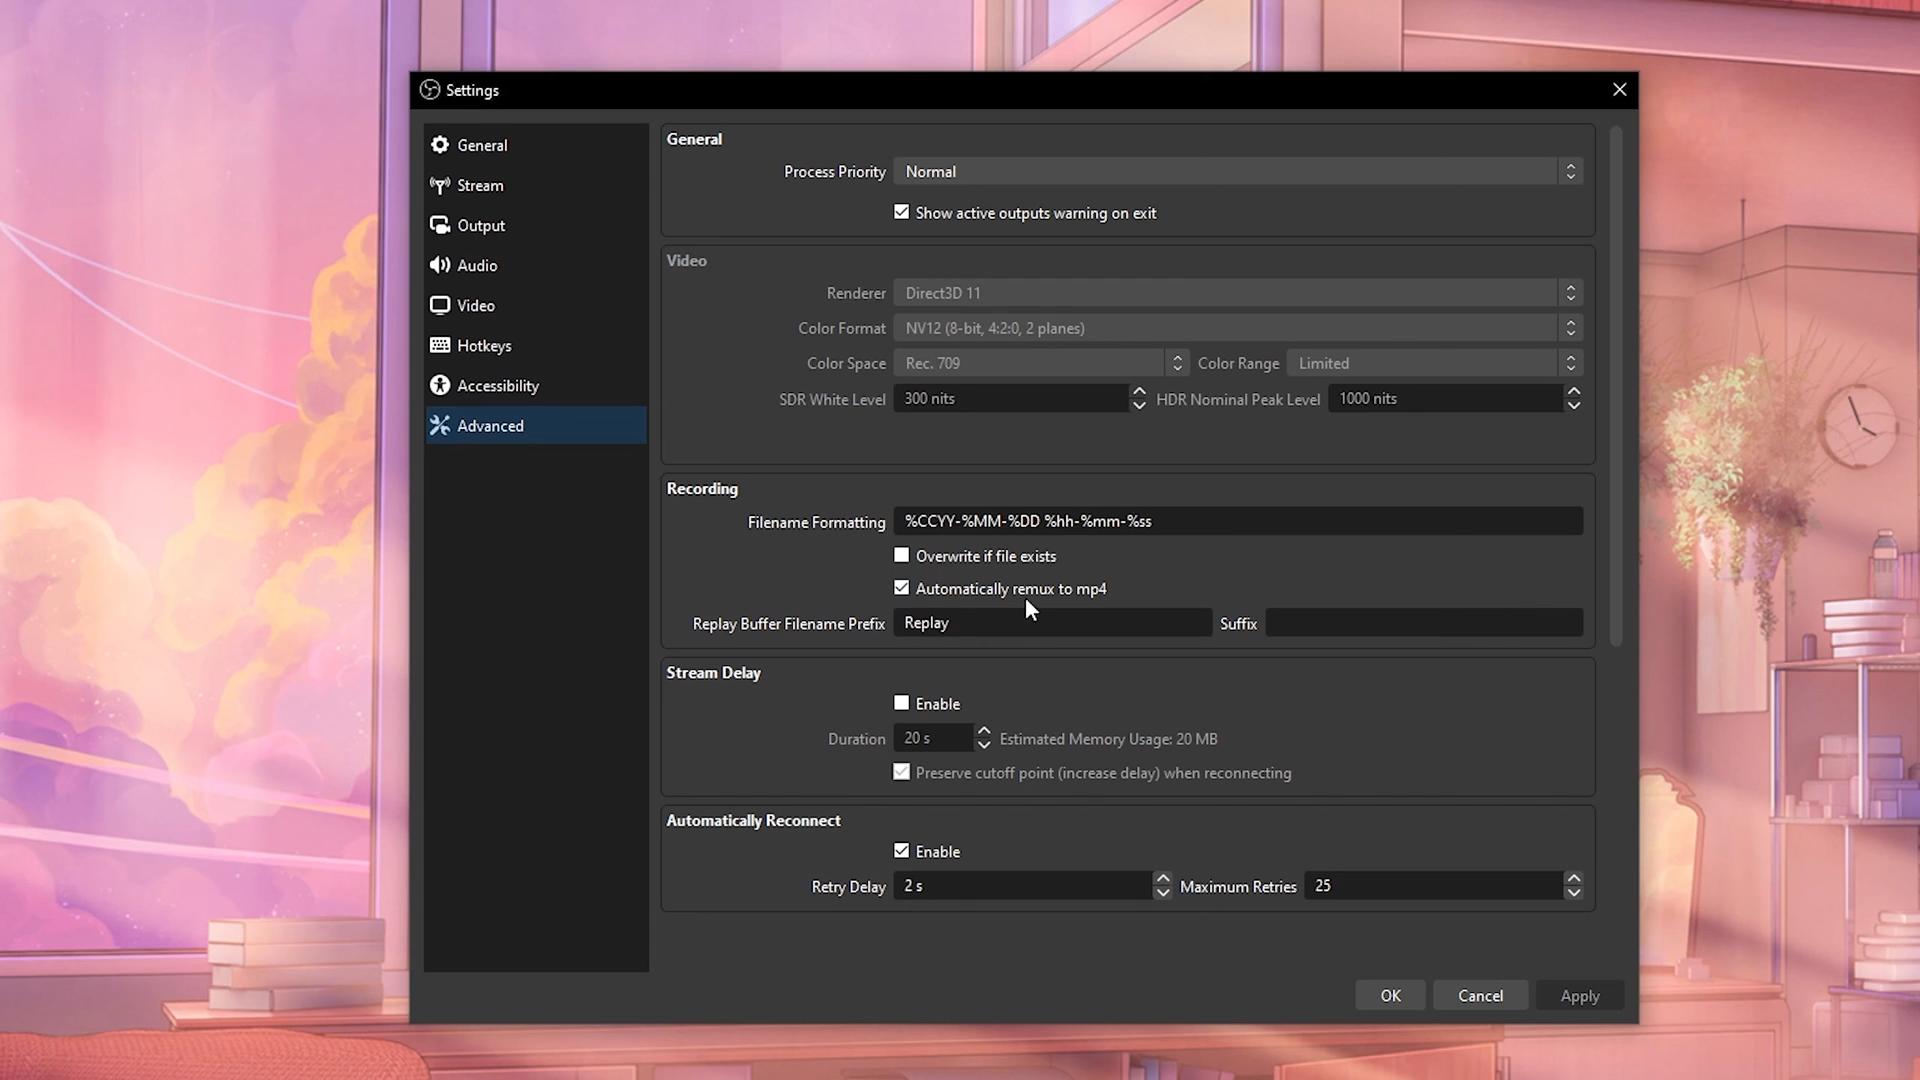 Settings
General
Stream
Output
Audio
Video
Hotkeys
Accessibility
Advanced
General
Process Priority Normal
Show active outputs warning on exit
Video
Renderer Direct3D 11
Color Format NV12 (8-bit, 4:2:0, 2 planes)
Color Space Rec. 709 Color Range Limited
SDR White Level 300 nits HDR Nominal Peak Level 1000 nits
Recording
Filename Formatting %CCYY-%MM-%DD %hh-%mm-%ss
Overwrite if file exists
Automatically remux to mp4
Replay Buffer Filename Prefix Replay Suffix
Stream Delay
Enable
Duration 20 s Estimated Memory Usage: 20 MB
Preserve cutoff point (increase delay) when reconnecting
Automatically Reconnect
Enable
Retry Delay 2 s Maximum Retries 25
OK Cancel Apply